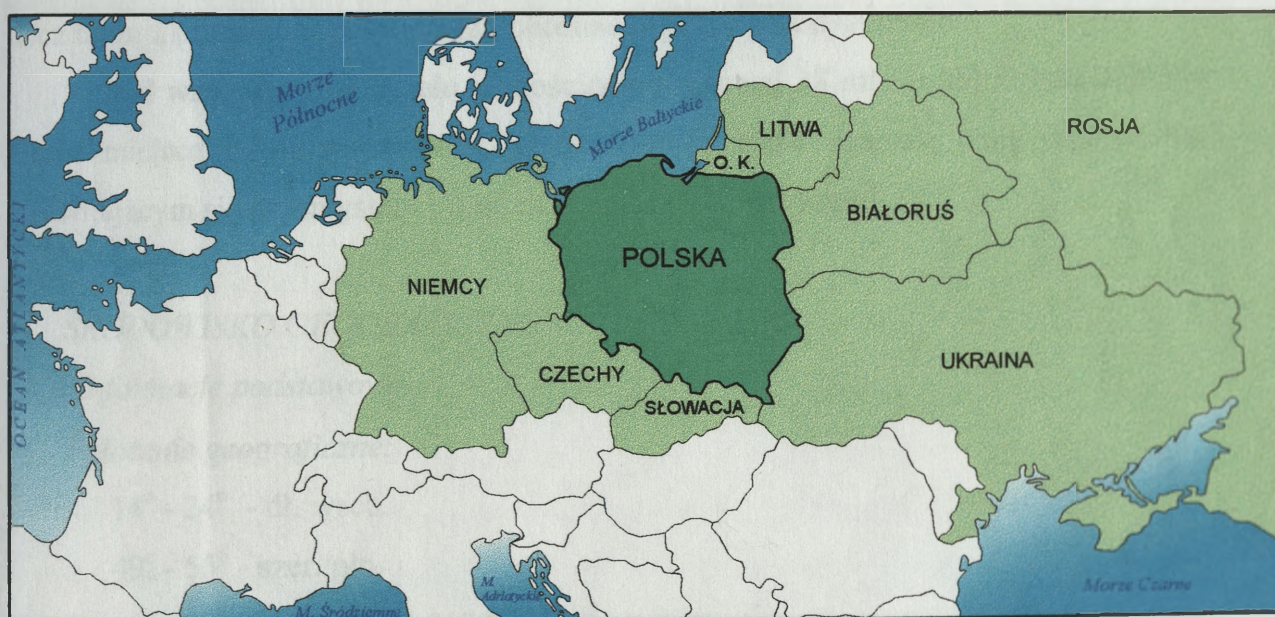 Morze
Północne
Morze Bałtyckie
LITWA
ROSJA
O. K.
BIAŁORUŚ
POLSKA
NIEMCY
OCEAN ATLANTYCKI
UKRAINA
CZECHY
SŁOWACJA
M.
Adriatyckie
M. Śródziemne
Morze Czarne